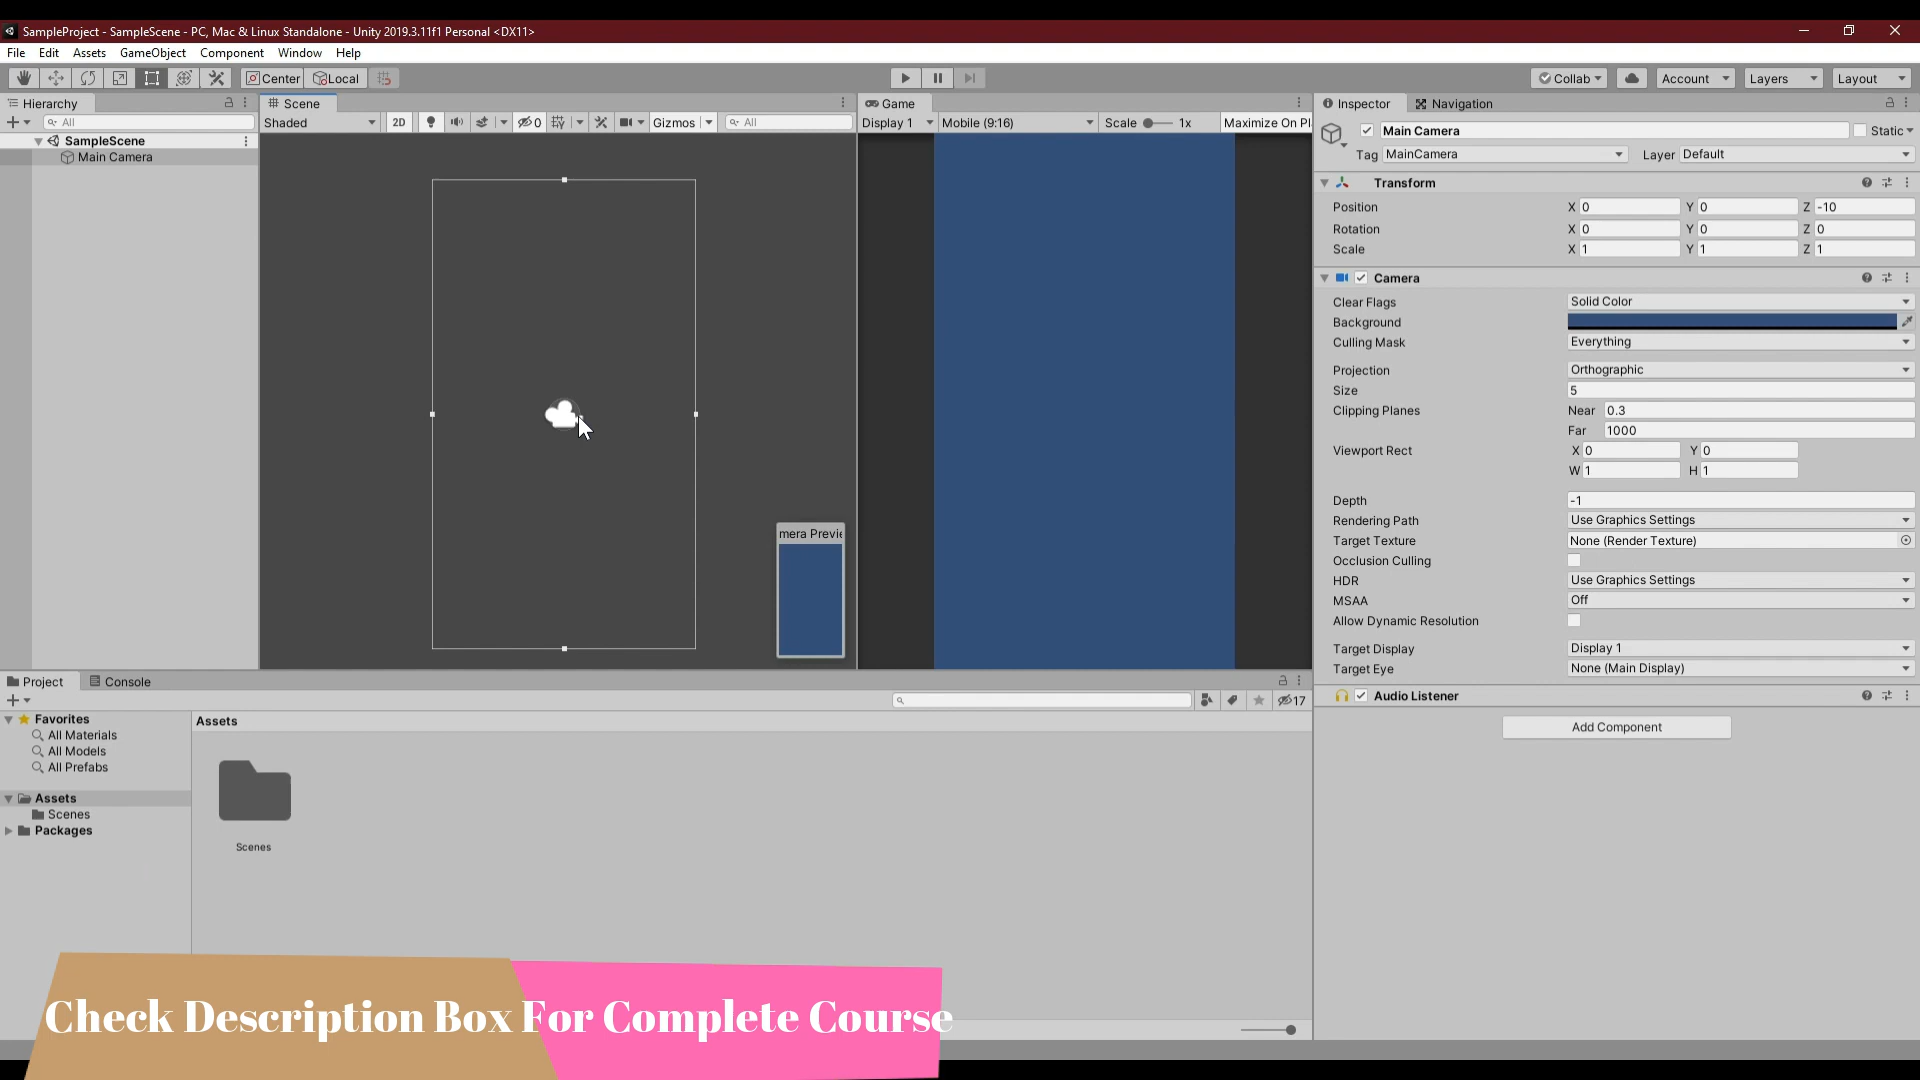 SampleProject - SampleScene - PC, Mac & Linux Standalone - Unity 2019.3.11f1 Personal <DX11>
File Edit Assets GameObject Component Window Help
Center Local Collab Account Layers Layout
Hierarchy
All
SampleScene
Main Camera
Scene
Shaded 2D 0 Gizmos All
mera Previe
Game
Display 1 Mobile (9:16) Scale 1x Maximize On Pl
Inspector Navigation
Main Camera Static
Tag MainCamera Layer Default
Transform
Position X 0 Y 0 Z -10
Rotation X 0 Y 0 Z 0
Scale X 1 Y 1 Z 1
Camera
Clear Flags Solid Color
Background
Culling Mask Everything
Projection Orthographic
Size 5
Clipping Planes Near 0.3
Far 1000
Viewport Rect X 0 Y 0
W 1 H 1
Depth -1
Rendering Path Use Graphics Settings
Target Texture None (Render Texture)
Occlusion Culling
HDR Use Graphics Settings
MSAA Off
Allow Dynamic Resolution
Target Display Display 1
Target Eye None (Main Display)
Audio Listener
Add Component
Project Console
17
Favorites
All Materials
All Models
All Prefabs
Assets
Scenes
Packages
Assets
Scenes
Check Description Box For Complete Course